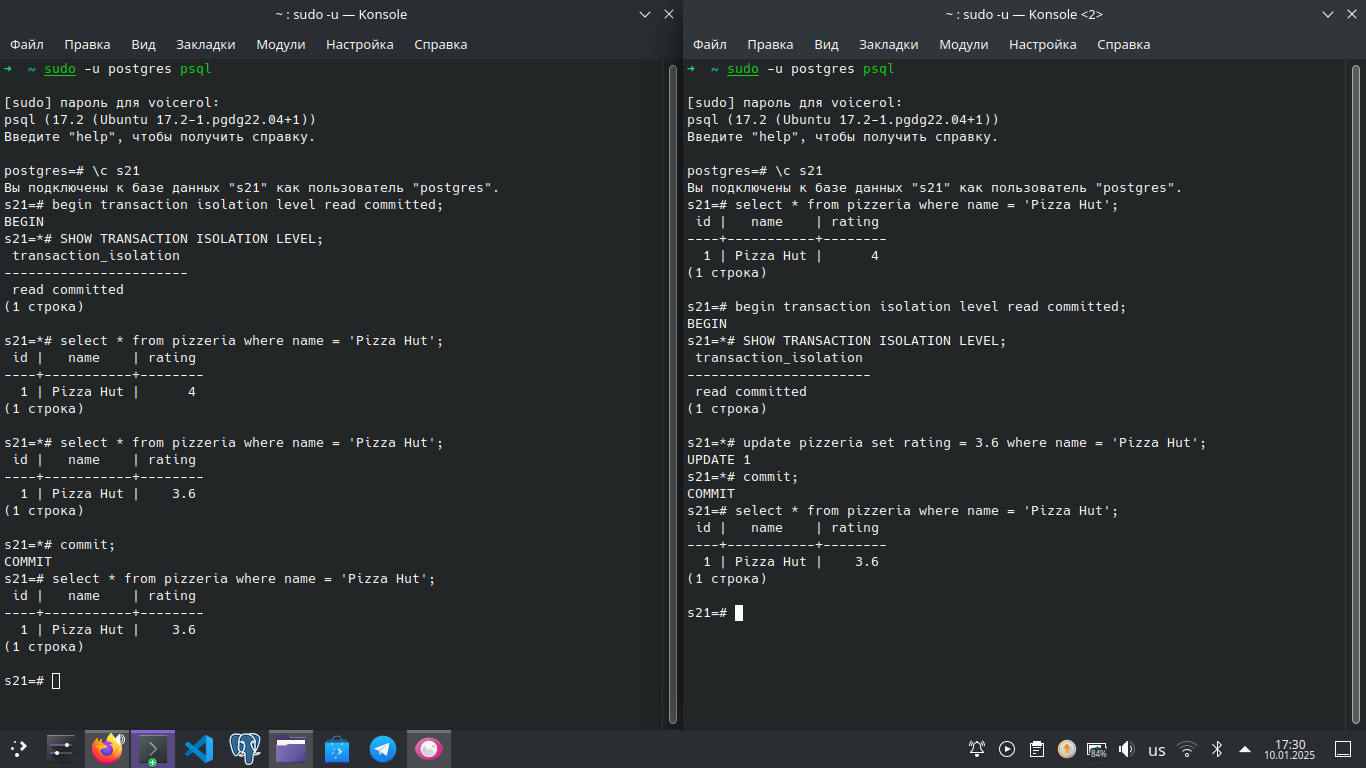 ~ : sudo -u — Konsole
Файл Правка Вид Закладки Модули Настройка Справка
➜ ~ sudo -u postgres psql
[sudo] пароль для voicerol:
psql (17.2 (Ubuntu 17.2-1.pgdg22.04+1))
Введите "help", чтобы получить справку.
postgres=# \c s21
Вы подключены к базе данных "s21" как пользователь "postgres".
s21=# begin transaction isolation level read committed;
BEGIN
s21=*# SHOW TRANSACTION ISOLATION LEVEL;
transaction_isolation
-----------------------
read committed
(1 строка)
s21=*# select * from pizzeria where name = 'Pizza Hut';
id | name | rating
----+-----------+--------
1 | Pizza Hut | 4
(1 строка)
s21=*# select * from pizzeria where name = 'Pizza Hut';
id | name | rating
----+-----------+--------
1 | Pizza Hut | 3.6
(1 строка)
s21=*# commit;
COMMIT
s21=# select * from pizzeria where name = 'Pizza Hut';
id | name | rating
----+-----------+--------
1 | Pizza Hut | 3.6
(1 строка)
s21=#
~ : sudo -u — Konsole <2>
Файл Правка Вид Закладки Модули Настройка Справка
➜ ~ sudo -u postgres psql
[sudo] пароль для voicerol:
psql (17.2 (Ubuntu 17.2-1.pgdg22.04+1))
Введите "help", чтобы получить справку.
postgres=# \c s21
Вы подключены к базе данных "s21" как пользователь "postgres".
s21=# select * from pizzeria where name = 'Pizza Hut';
id | name | rating
----+-----------+--------
1 | Pizza Hut | 4
(1 строка)
s21=# begin transaction isolation level read committed;
BEGIN
s21=*# SHOW TRANSACTION ISOLATION LEVEL;
transaction_isolation
-----------------------
read committed
(1 строка)
s21=*# update pizzeria set rating = 3.6 where name = 'Pizza Hut';
UPDATE 1
s21=*# commit;
COMMIT
s21=# select * from pizzeria where name = 'Pizza Hut';
id | name | rating
----+-----------+--------
1 | Pizza Hut | 3.6
(1 строка)
s21=#
84%
us
17:30
10.01.2025